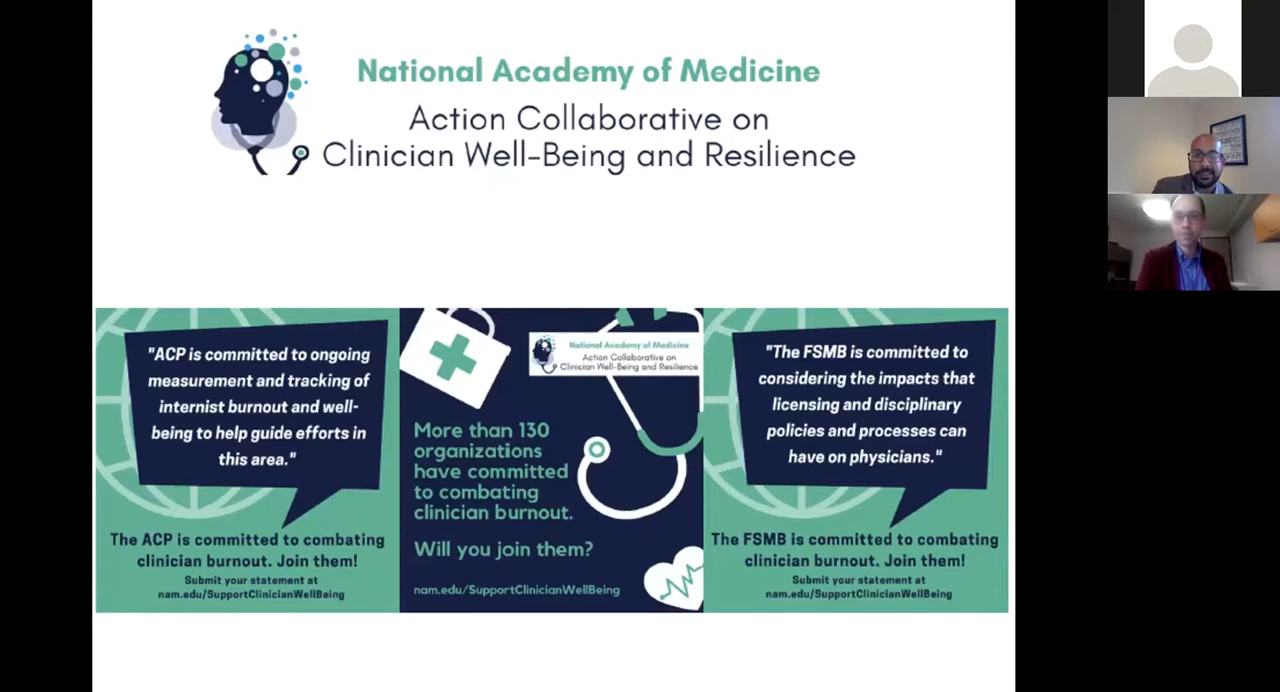 National Academy of Medicine
Action Collaborative on
Clinician Well-Being and Resilience
"ACP is committed to ongoing
measurement and tracking of
internist burnout and well-
being to help guide efforts in
this area."
The ACP is committed to combating
clinician burnout. Join them!
Submit your statement at
nam.edu/SupportClinicianWellBeing
National Academy of Medicine
Action Collaborative on
Clinician Well-Being and Resilience
More than 130
organizations
have committed
to combating
clinician burnout.
Will you join them?
nam.edu/SupportClinicianWellBeing
"The FSMB is committed to
considering the impacts that
licensing and disciplinary
policies and processes can
have on physicians."
The FSMB is committed to combating
clinician burnout. Join them!
Submit your statement at
nam.edu/SupportClinicianWellBeing